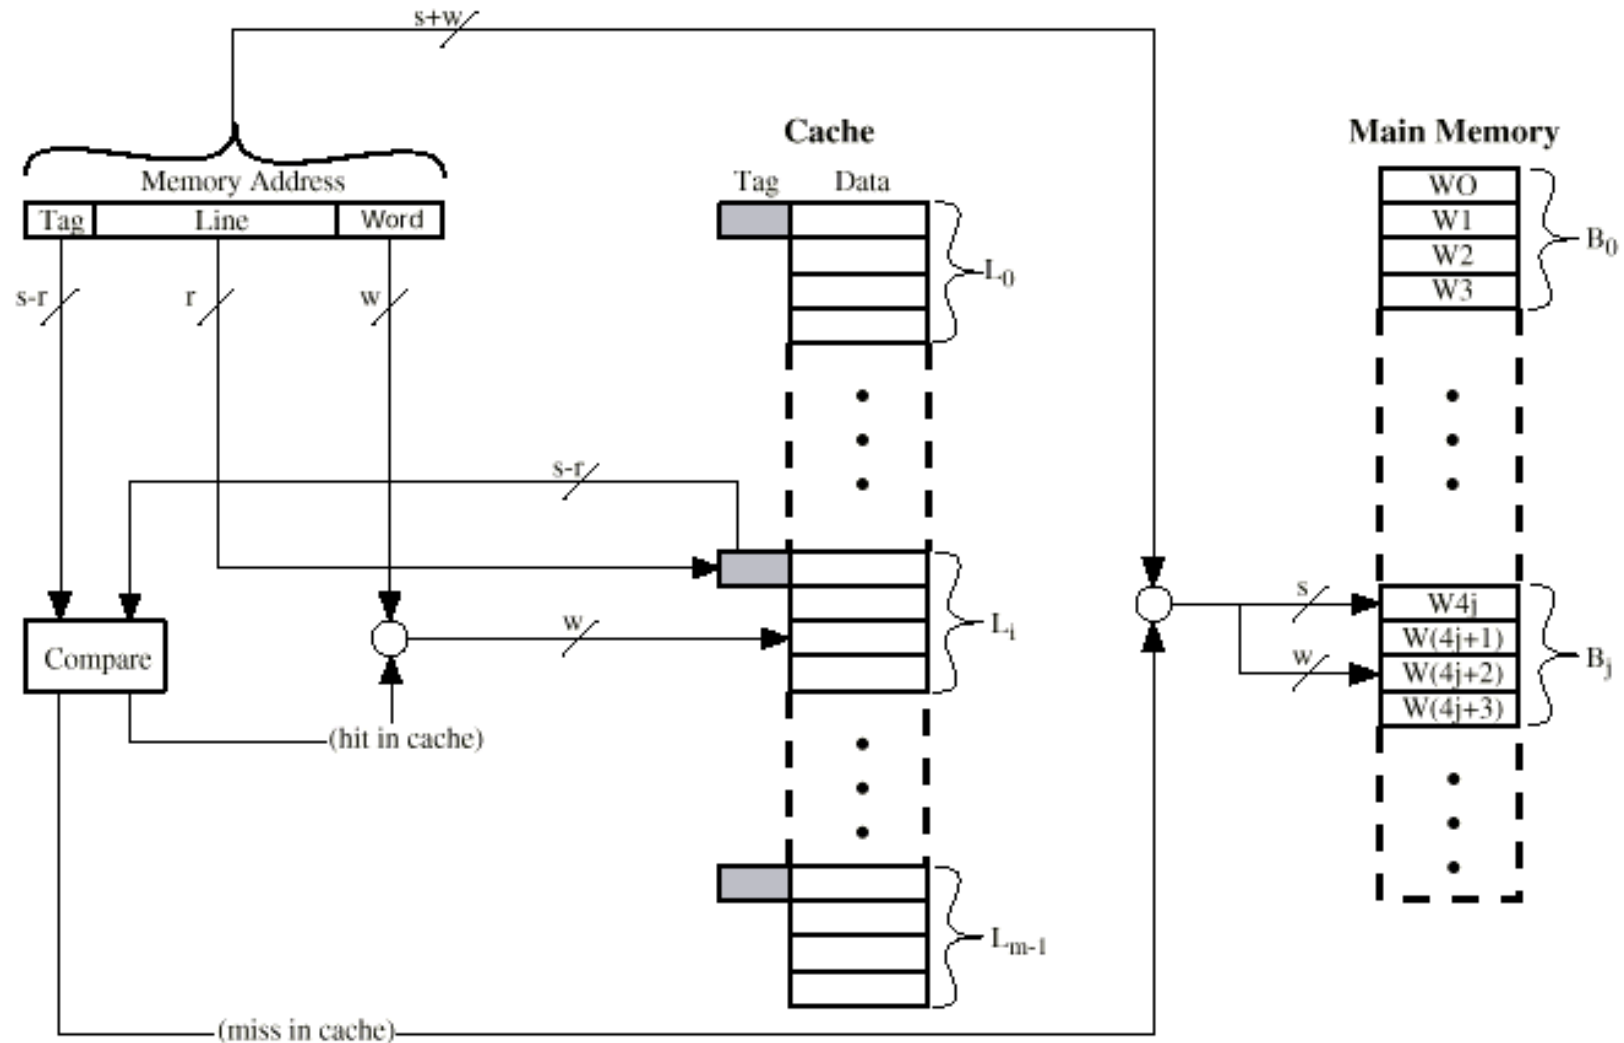 s+w
Cache
Main Memory
Memory Address
Tag Data
Tag Line Word
WO
W1
W2
W3
B0
L0
s-r
r
w
s-r
s
W4j
W(4j+1)
W(4j+2)
W(4j+3)
Bj
w
w
Li
Compare
(hit in cache)
Lm-1
(miss in cache)